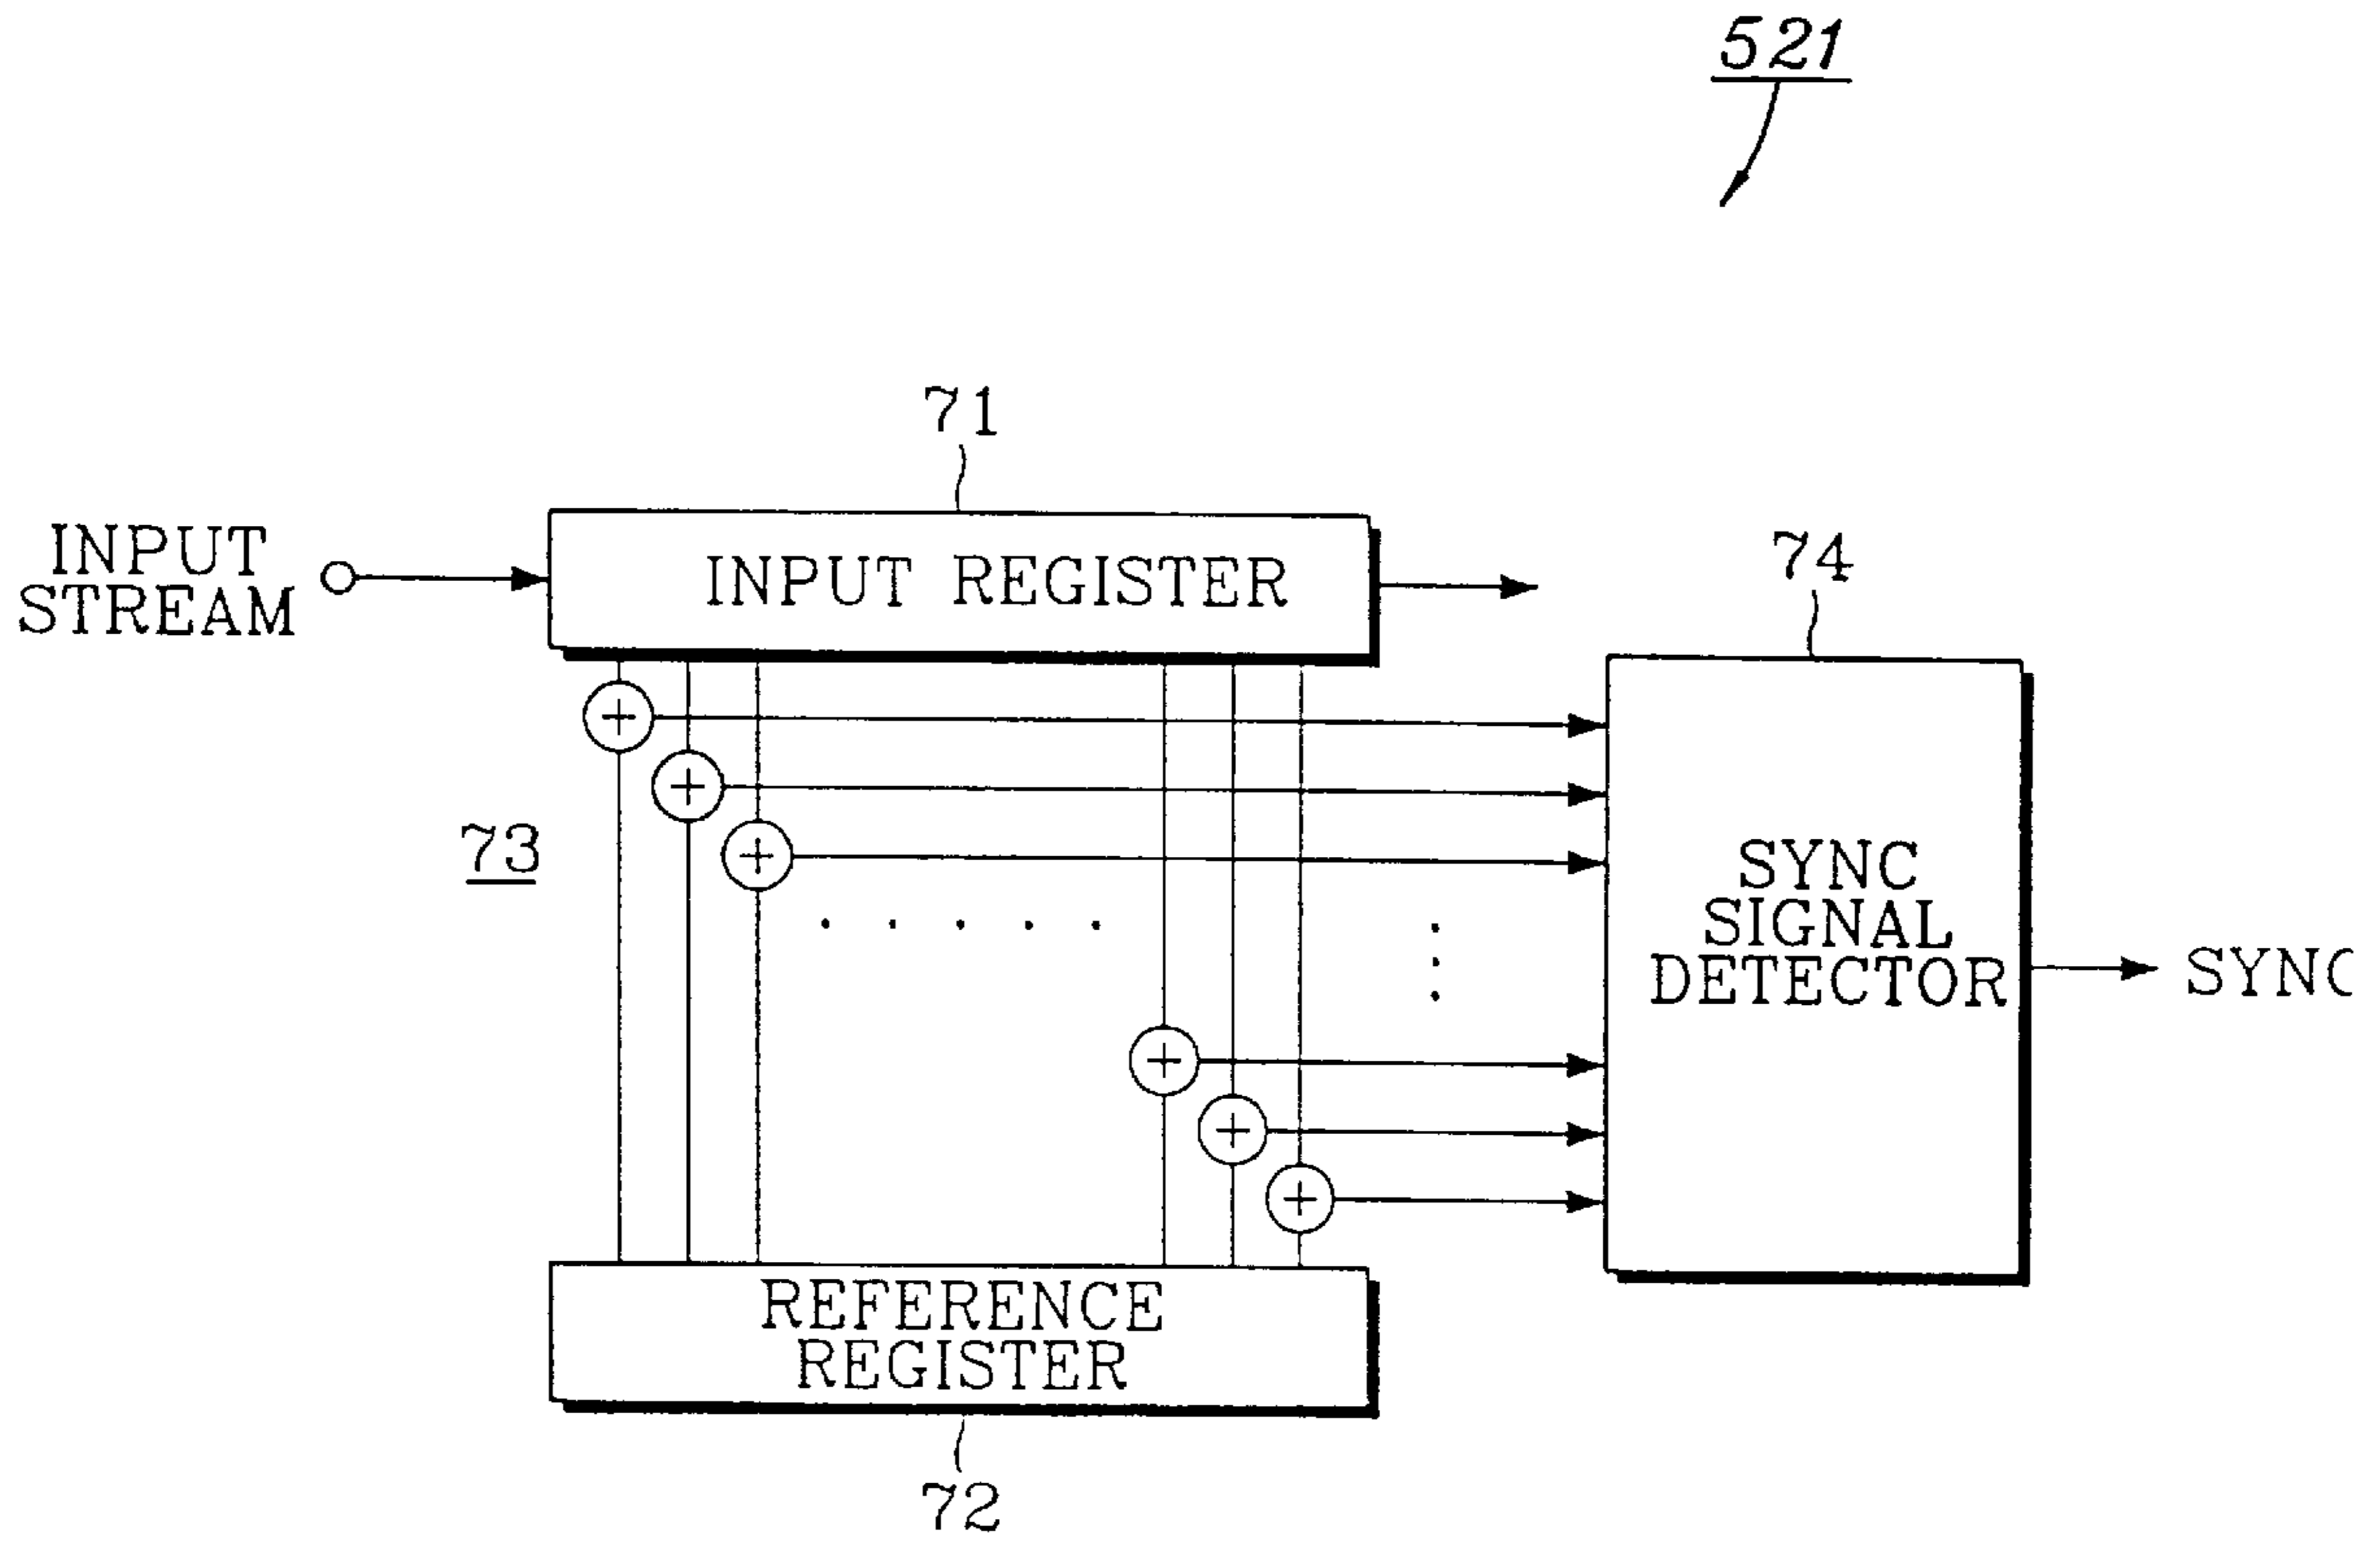 521
71
INPUT
STREAM
INPUT REGISTER
74
73
SYNC
SIGNAL
DETECTOR
SYNC
REFERENCE
REGISTER
72